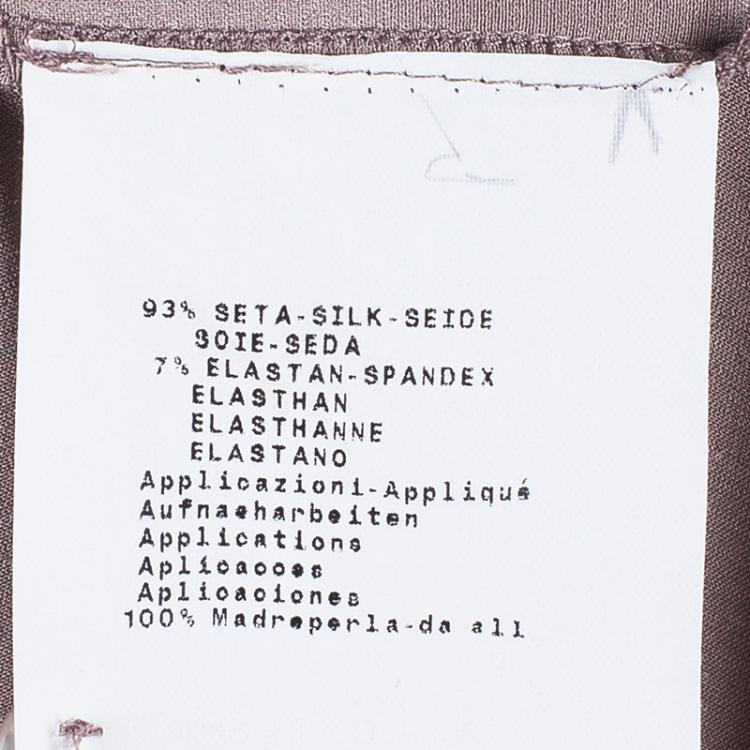 93% SETA-SILK-SEIDE
SOIE-SEDA
7% ELASTAN-SPANDEX
ELASTHAN
ELASTHANNE
ELASTANO
Applicazioni-Appliqué
Aufnaeharbeiten
Applications
Aplicacoes
Aplicaciones
100% Madreperla-da all